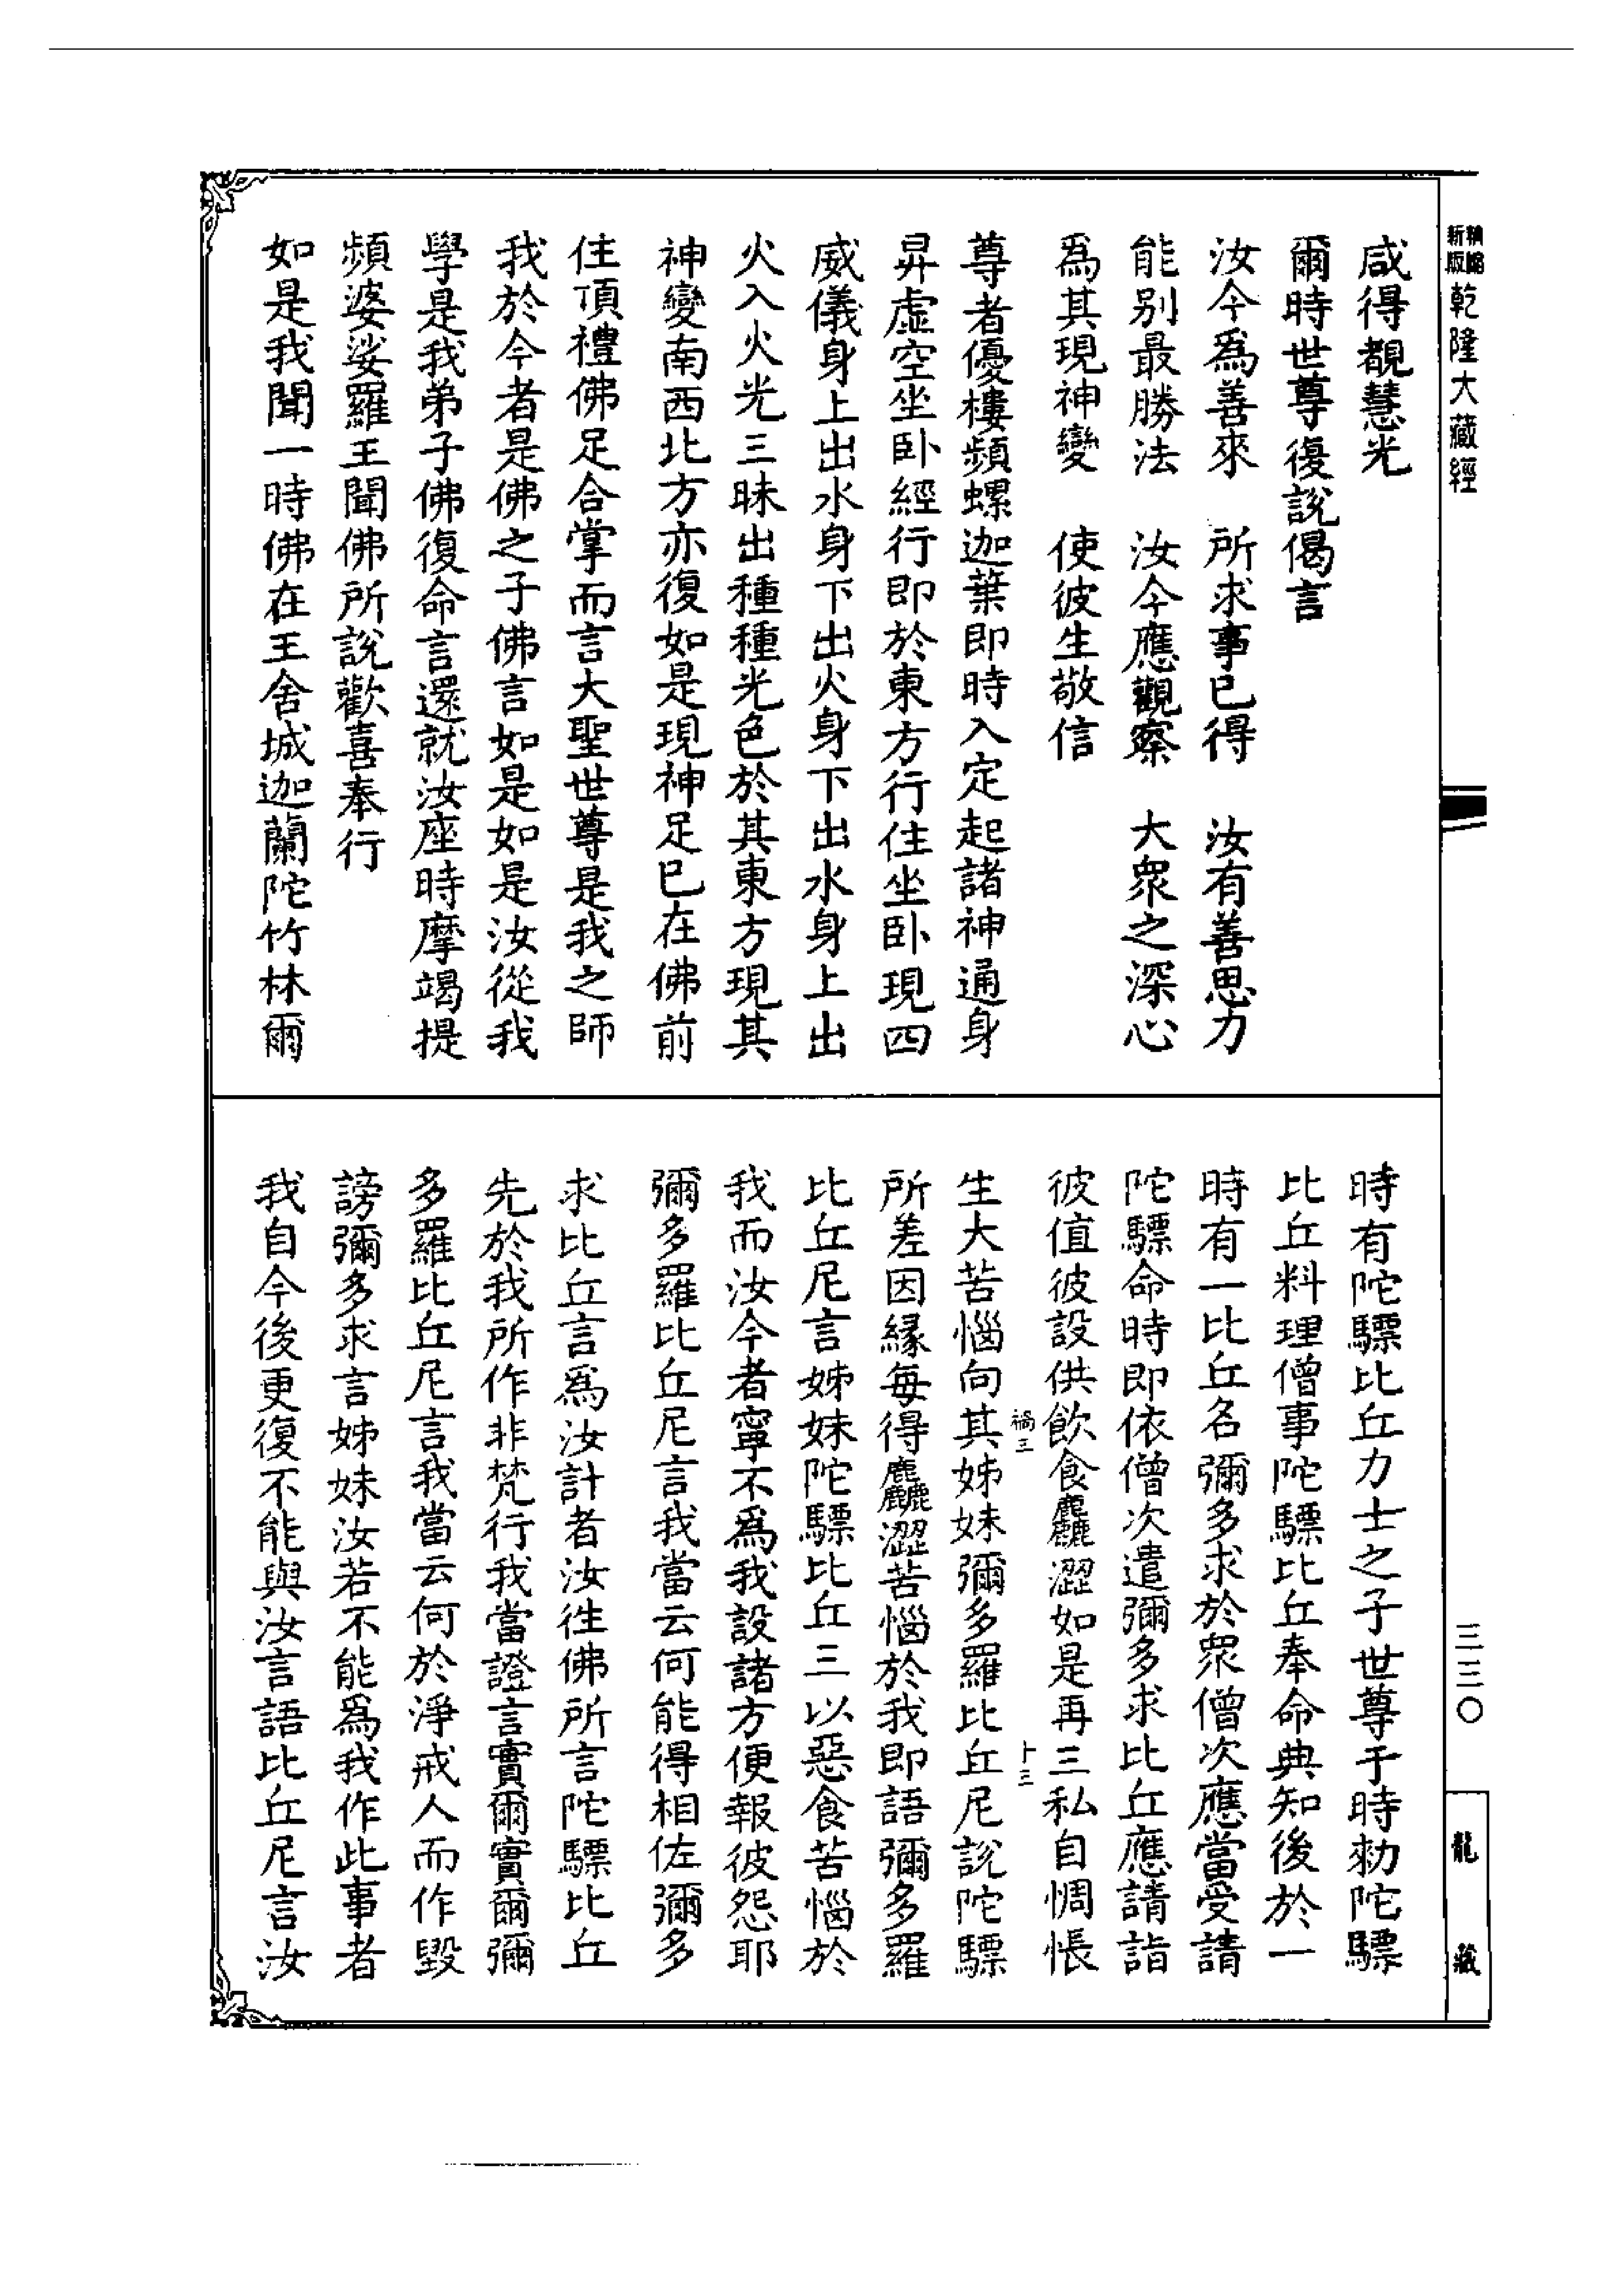 新版精縮乾隆大藏經
咸得覩慧光
爾時世尊復說偈言
汝今爲善來　所求事已得　汝有善思力
能别最勝法　汝今應觀察　大衆之深心
爲其現神變　使彼生敬信
尊者優樓頻螺迦葉即時入定起諸神通身
昇虛空坐卧經行即於東方行住坐卧現四
威儀身上出水身下出火身下出水身上出
火入火光三昧出種種光色於其東方現其
神變南西北方亦復如是現神足已在佛前
住頂禮佛足合掌而言大聖世尊是我之師
我於今者是佛之子佛言如是如是汝從我
學是我弟子佛復命言還就汝座時摩竭提
頻婆娑羅王聞佛所說歡喜奉行
如是我聞一時佛在王舍城迦蘭陀竹林爾
時有陀驃比丘力士之子世尊于時勑陀驃
比丘料理僧事陀驃比丘奉命典知後於一
時有一比丘名彌多求於衆僧次應當受請
陀驃命時即依僧次遣彌多求比丘應請詣
彼值彼設供飲食麤澀如是再三私自惆悵
生大苦惱向其姊妹彌多羅比丘尼說陀驃
所差因緣每得麤澀苦惱於我即語彌多羅
比丘尼言姊妹陀驃比丘三以惡食苦惱於
我而汝今者寧不爲我設諸方便報彼怨耶
彌多羅比丘尼言我當云何能得相佐彌多
求比丘言爲汝計者汝徃佛所言陀驃比丘
先於我所作非梵行我當證言實爾實爾彌
多羅比丘尼言我當云何於淨戒人而作毀
謗彌多求言姊妹汝若不能爲我作此事者
我自今後更復不能與汝言語比丘尼言汝
禍三
十三
三三〇
龍藏